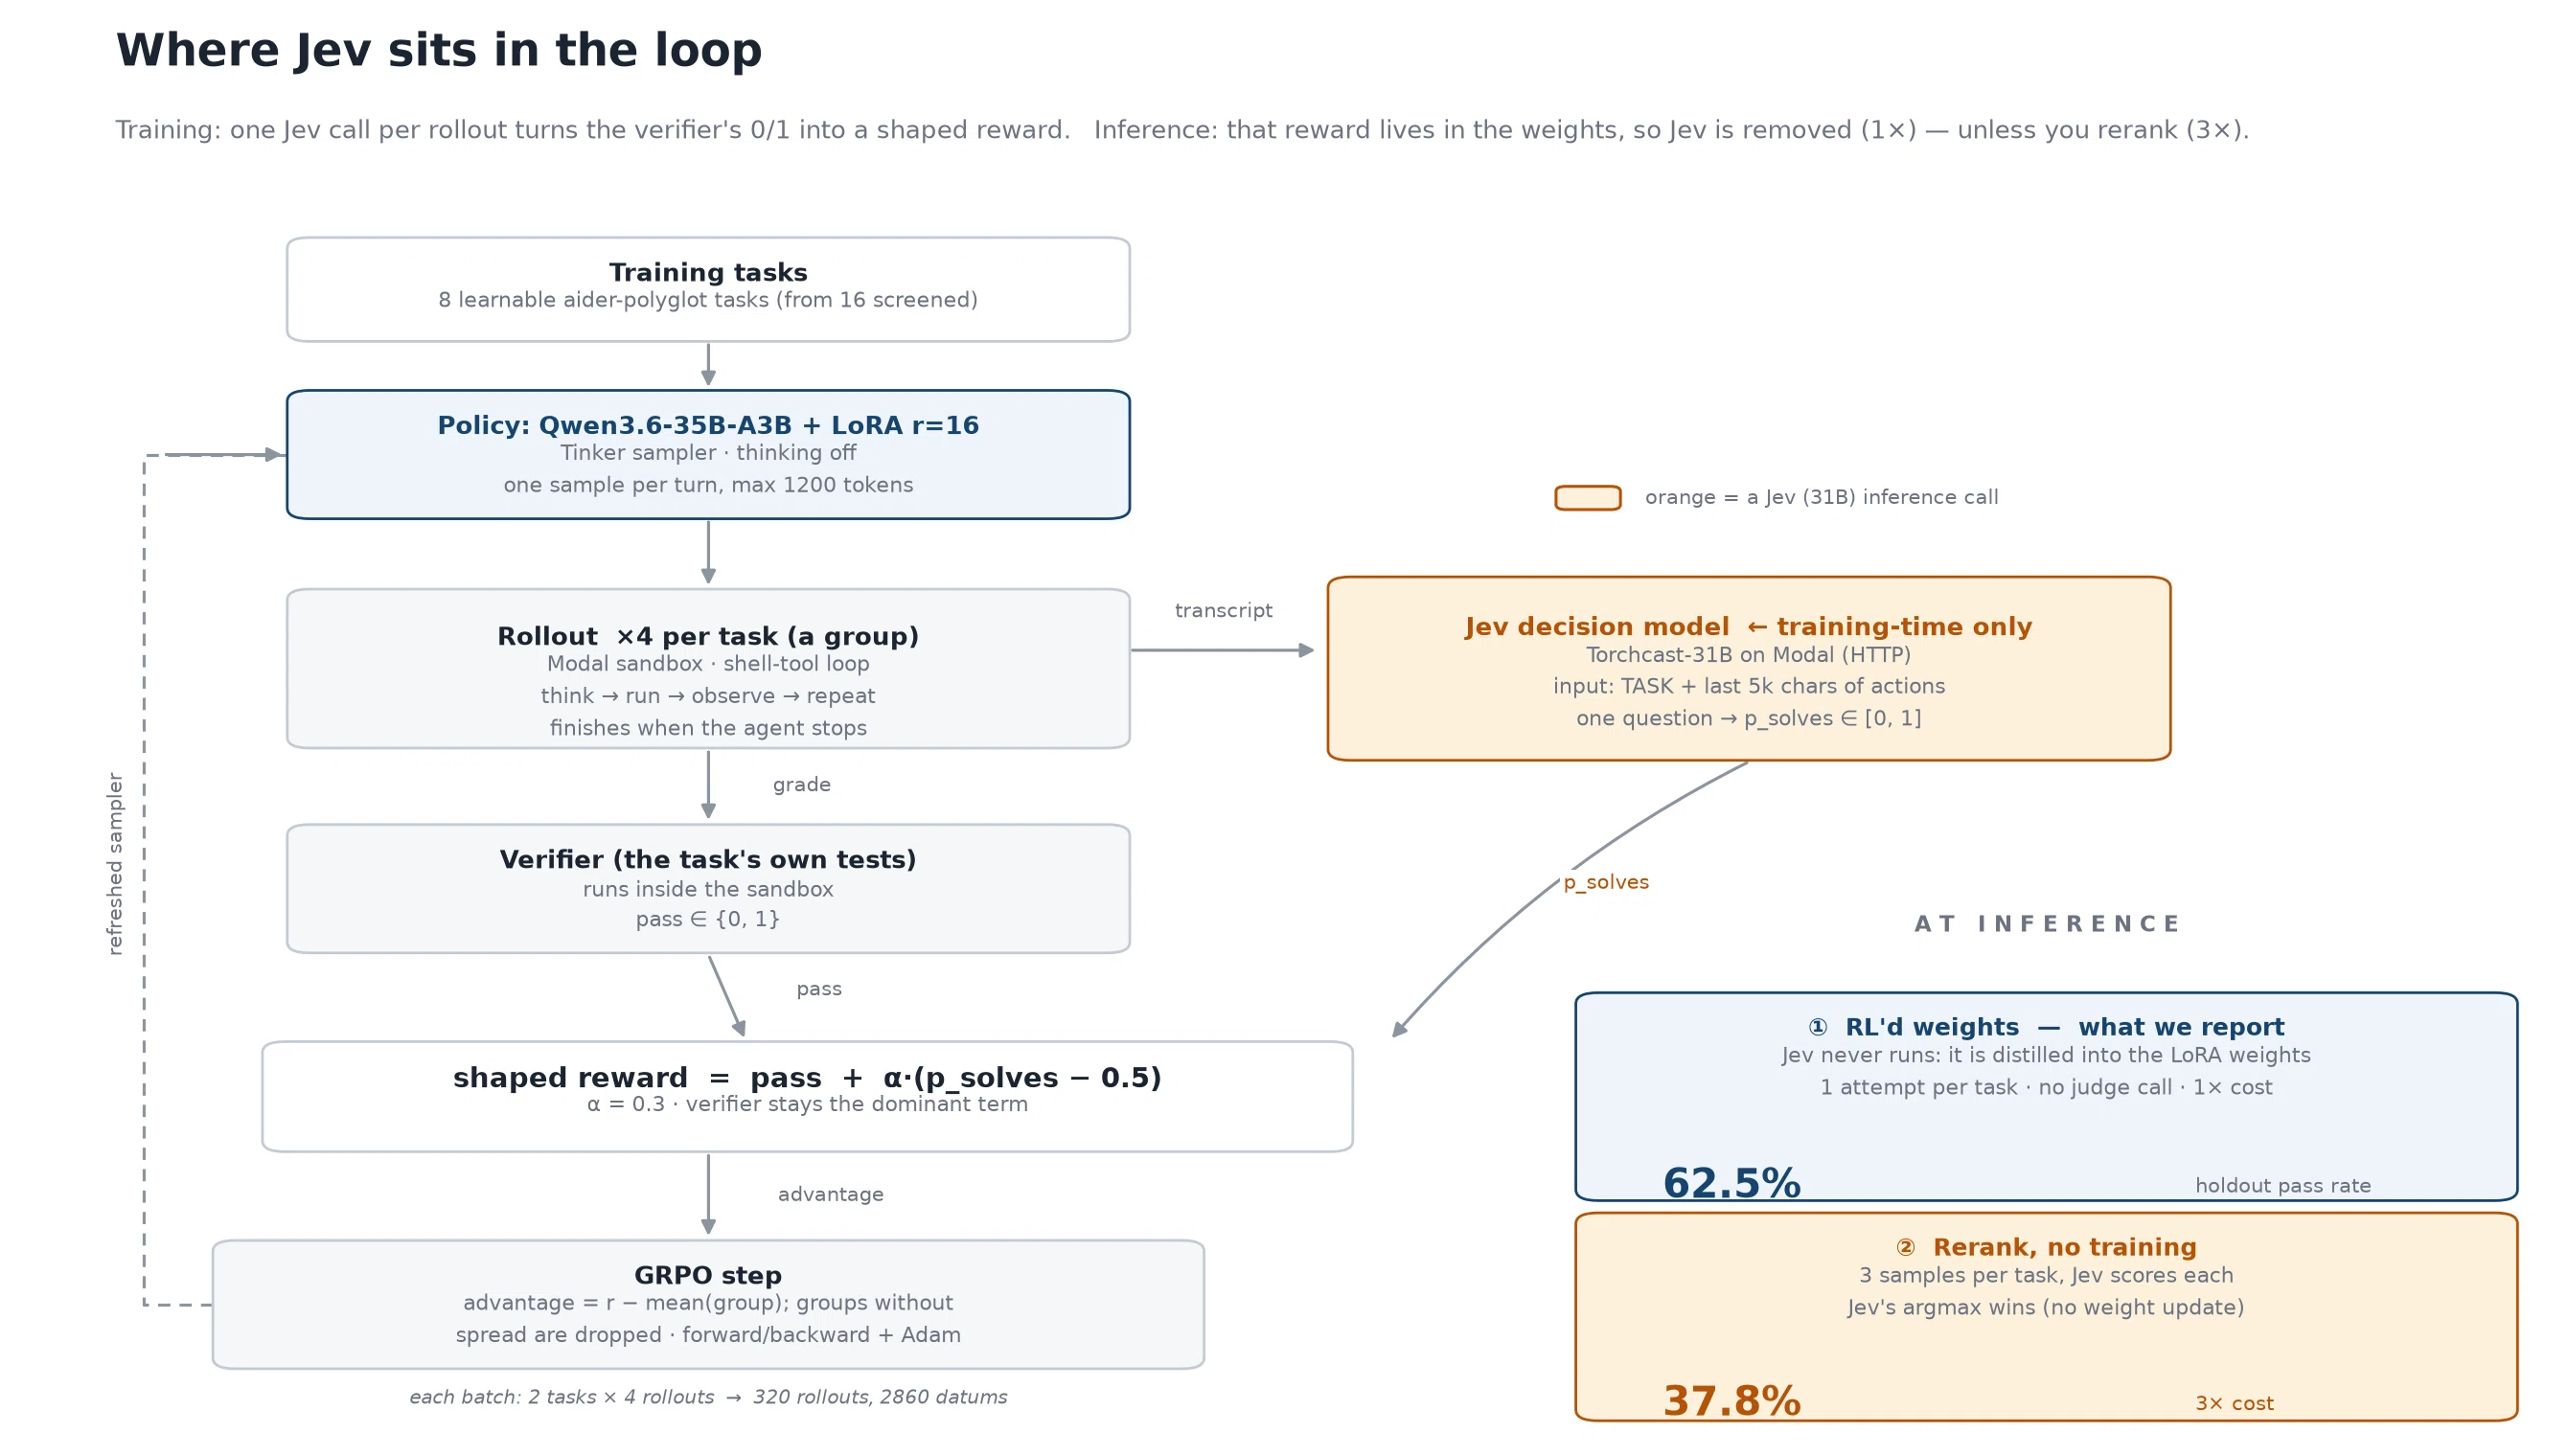 Where Jev sits in the loop
Training: one Jev call per rollout turns the verifier's 0/1 into a shaped reward.   Inference: that reward lives in the weights, so Jev is removed (1×) — unless you rerank (3×).
Training tasks
8 learnable aider-polyglot tasks (from 16 screened)
Policy: Qwen3.6-35B-A3B + LoRA r=16
Tinker sampler · thinking off
one sample per turn, max 1200 tokens
orange = a Jev (31B) inference call
Rollout  ×4 per task (a group)
Modal sandbox · shell-tool loop
think → run → observe → repeat
finishes when the agent stops
transcript
Jev decision model  ← training-time only
Torchcast-31B on Modal (HTTP)
input: TASK + last 5k chars of actions
one question → p_solves ∈ [0, 1]
grade
refreshed sampler
Verifier (the task's own tests)
runs inside the sandbox
pass ∈ {0, 1}
p_solves
pass
shaped reward  =  pass  +  α·(p_solves − 0.5)
α = 0.3 · verifier stays the dominant term
advantage
GRPO step
advantage = r − mean(group); groups without
spread are dropped · forward/backward + Adam
each batch: 2 tasks × 4 rollouts  →  320 rollouts, 2860 datums
AT INFERENCE
①  RL'd weights  —  what we report
Jev never runs: it is distilled into the LoRA weights
1 attempt per task · no judge call · 1× cost
62.5%
holdout pass rate
②  Rerank, no training
3 samples per task, Jev scores each
Jev's argmax wins (no weight update)
37.8%
3× cost